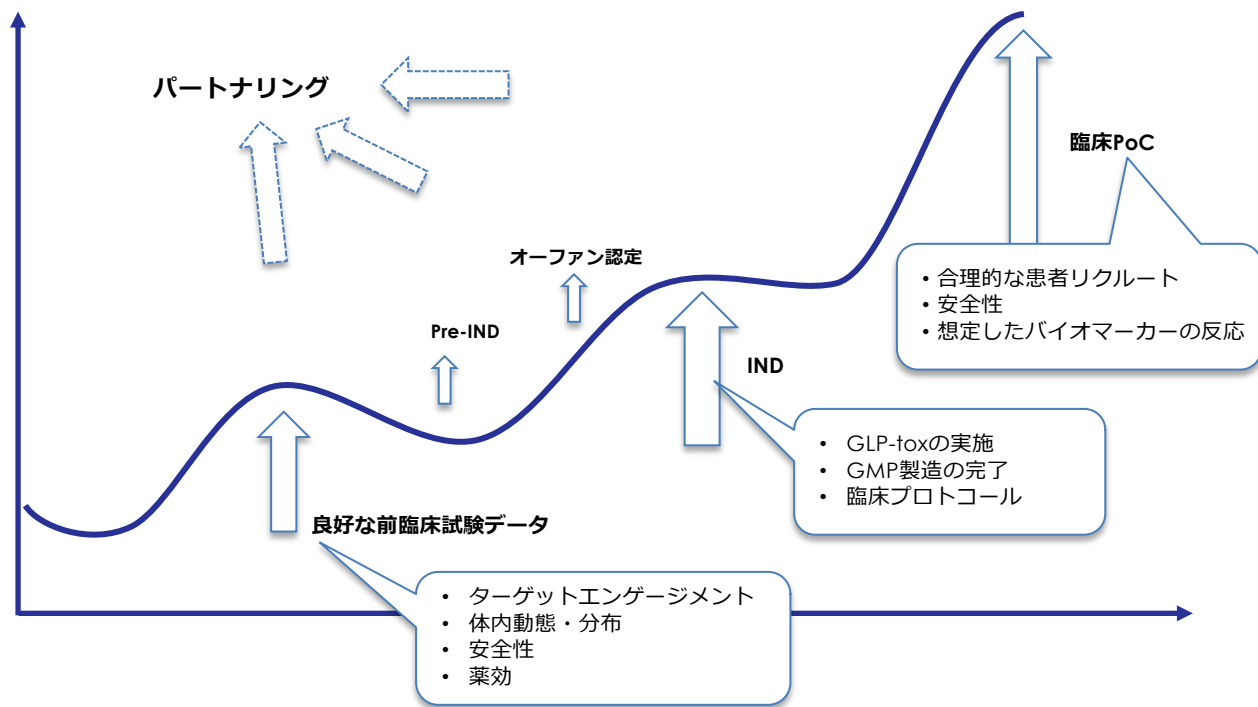 パートナリング
臨床PoC
オーファン認定
• 合理的な患者リクルート
• 安全性
• 想定したバイオマーカーの反応
Pre-IND
IND
• GLP-toxの実施
• GMP製造の完了
• 臨床プロトコール
良好な前臨床試験データ
• ターゲットエンゲージメント
• 体内動態・分布
• 安全性
• 薬効